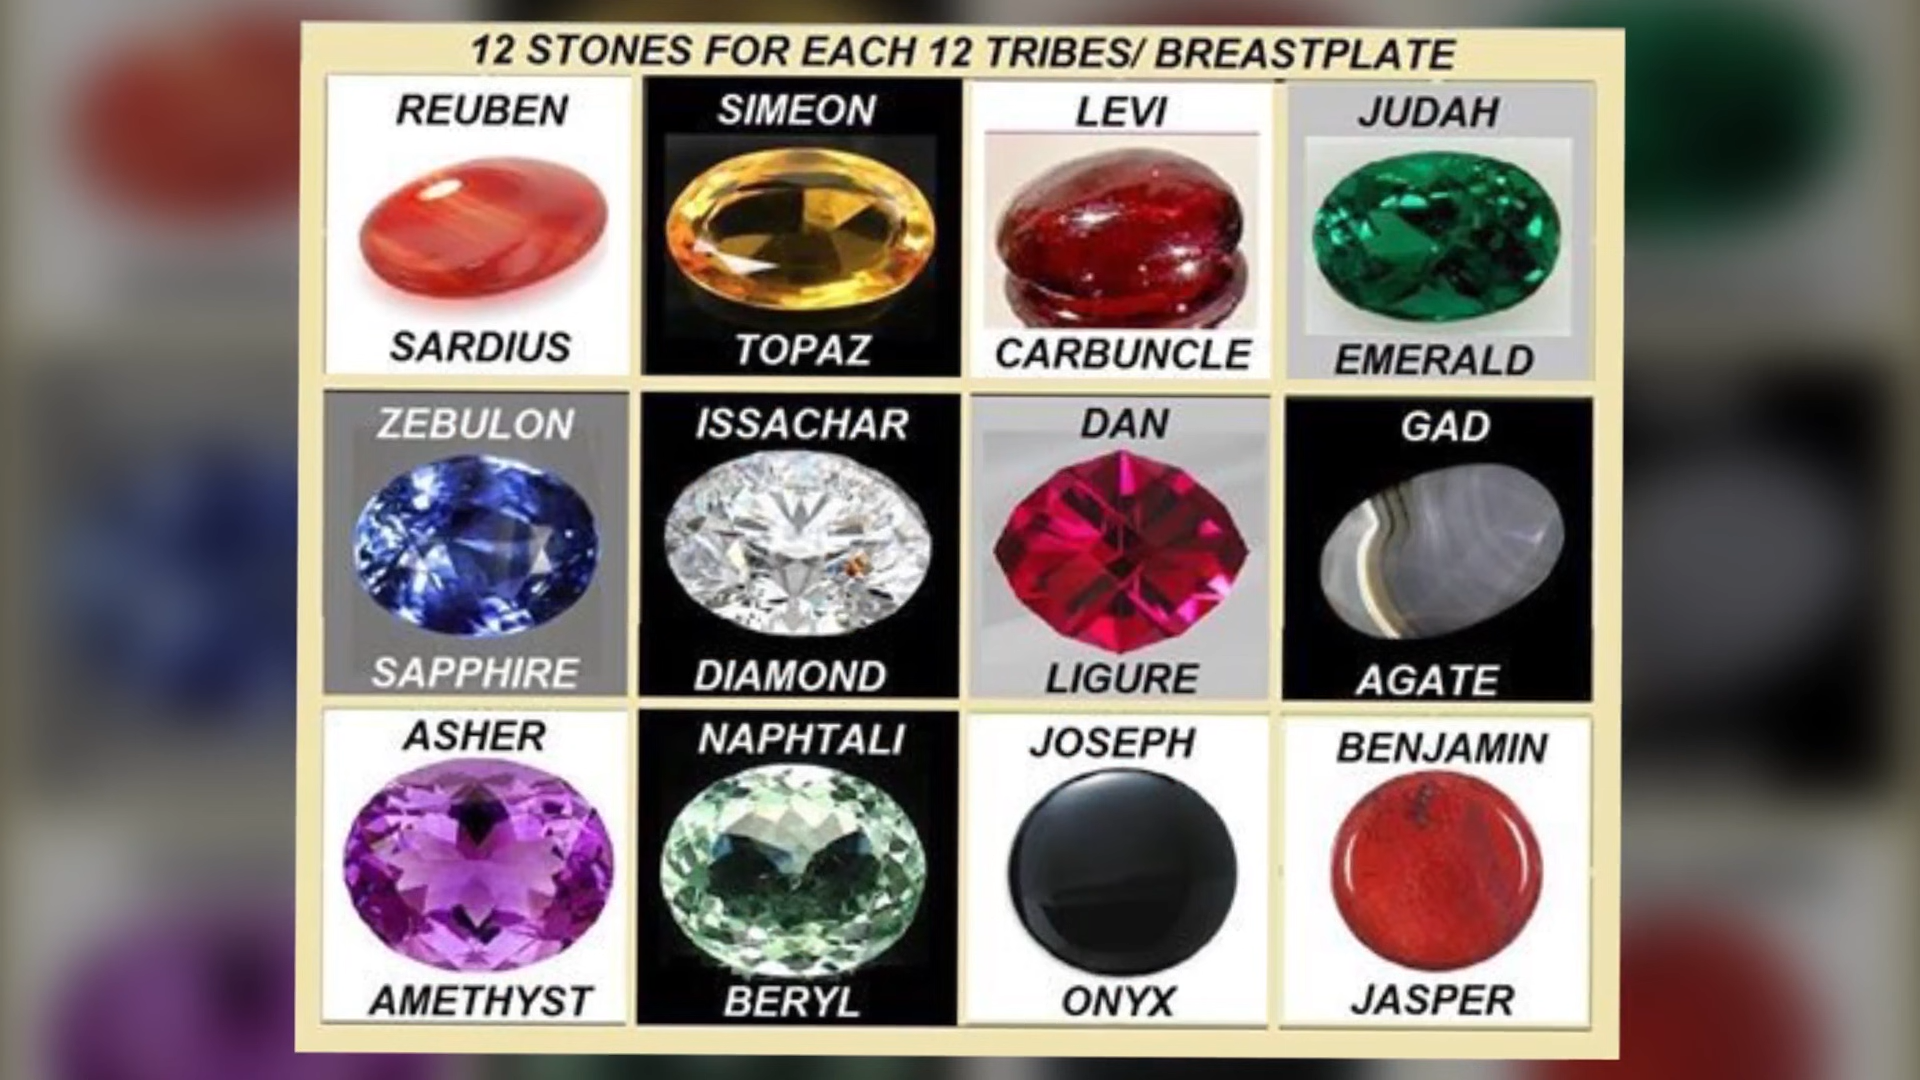 12 STONES FOR EACH 12 TRIBES/ BREASTPLATE
REUBEN
SARDIUS
SIMEON
TOPAZ
LEVI
CARBUNCLE
JUDAH
EMERALD
ZEBULON
SAPPHIRE
ISSACHAR
DIAMOND
DAN
LIGURE
GAD
AGATE
ASHER
AMETHYST
NAPHTALI
BERYL
JOSEPH
ONYX
BENJAMIN
JASPER